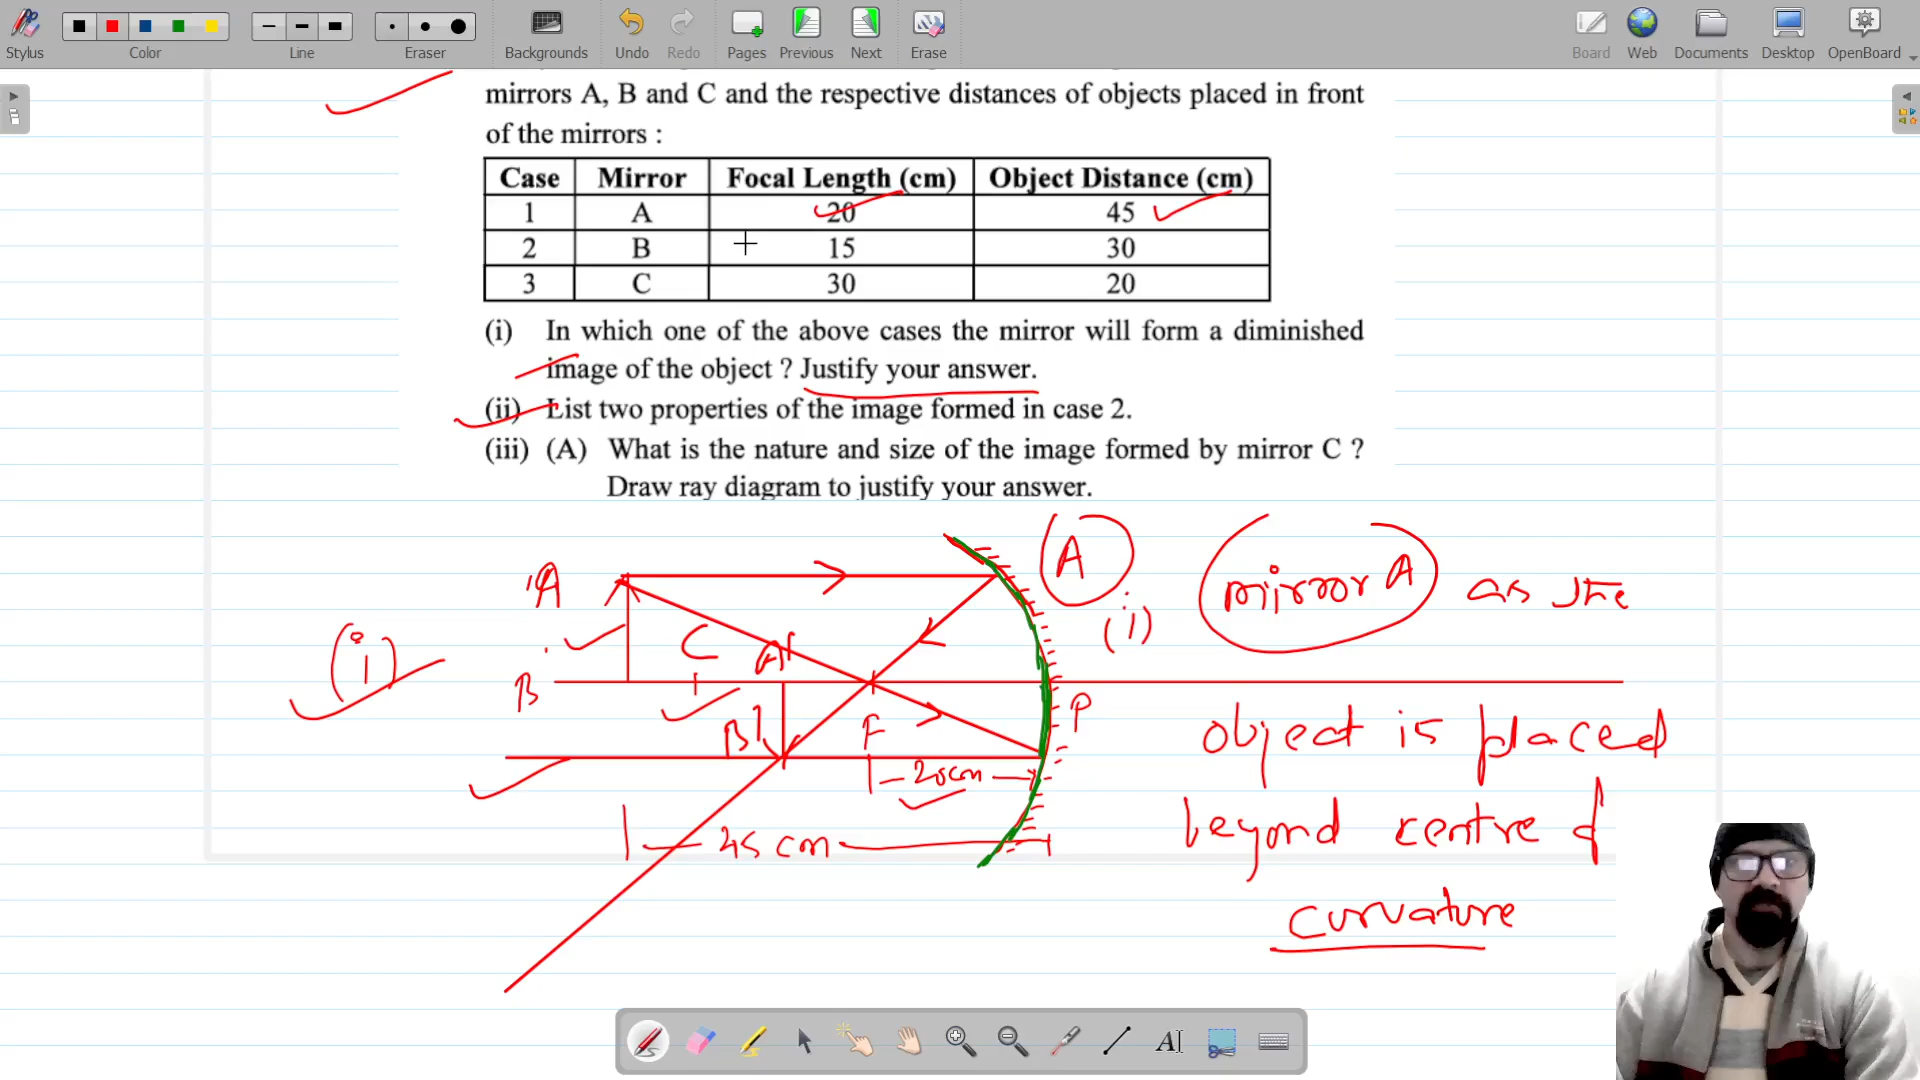 Stylus Color Line Eraser Backgrounds Undo Redo Pages Previous Next Erase Board Web Documents Desktop OpenBoard
mirrors A, B and C and the respective distances of objects placed in front
of the mirrors :
Case Mirror Focal Length (cm) Object Distance (cm)
1 A 20 45
2 B 15 30
3 C 30 20
(i) In which one of the above cases the mirror will form a diminished
image of the object ? Justify your answer.
(ii) List two properties of the image formed in case 2.
(iii) (A) What is the nature and size of the image formed by mirror C ?
Draw ray diagram to justify your answer.
A
A
(i) mirror A as the
(i)
C
A'
B
B'
F
P
object is placed
20cm
45 cm
beyond centre of
curvature
AI